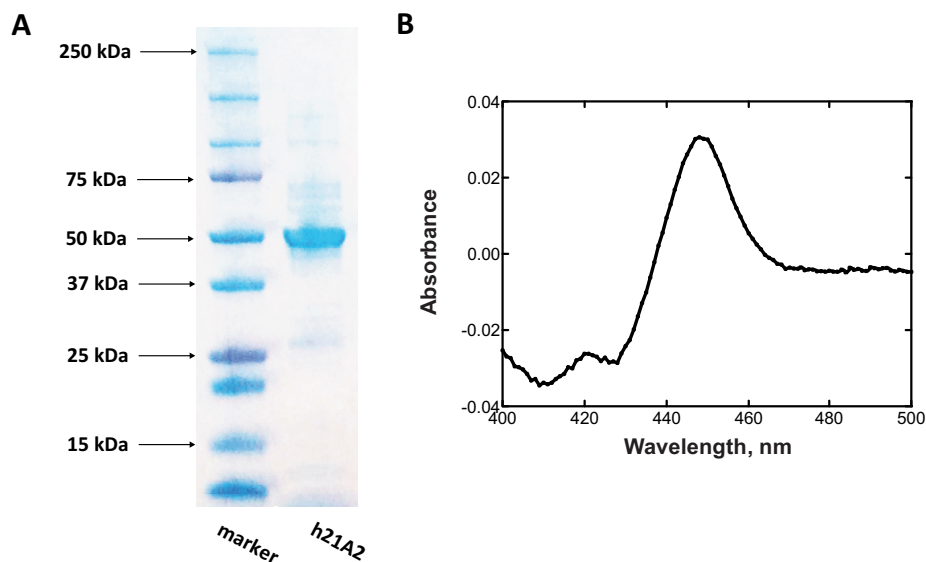 A
250 kDa
75 kDa
50 kDa
37 kDa
25 kDa
15 kDa
marker
h21A2
B
0.04
0.02
0.00
-0.02
-0.04
Absorbance
400
420
440
460
480
500
Wavelength, nm